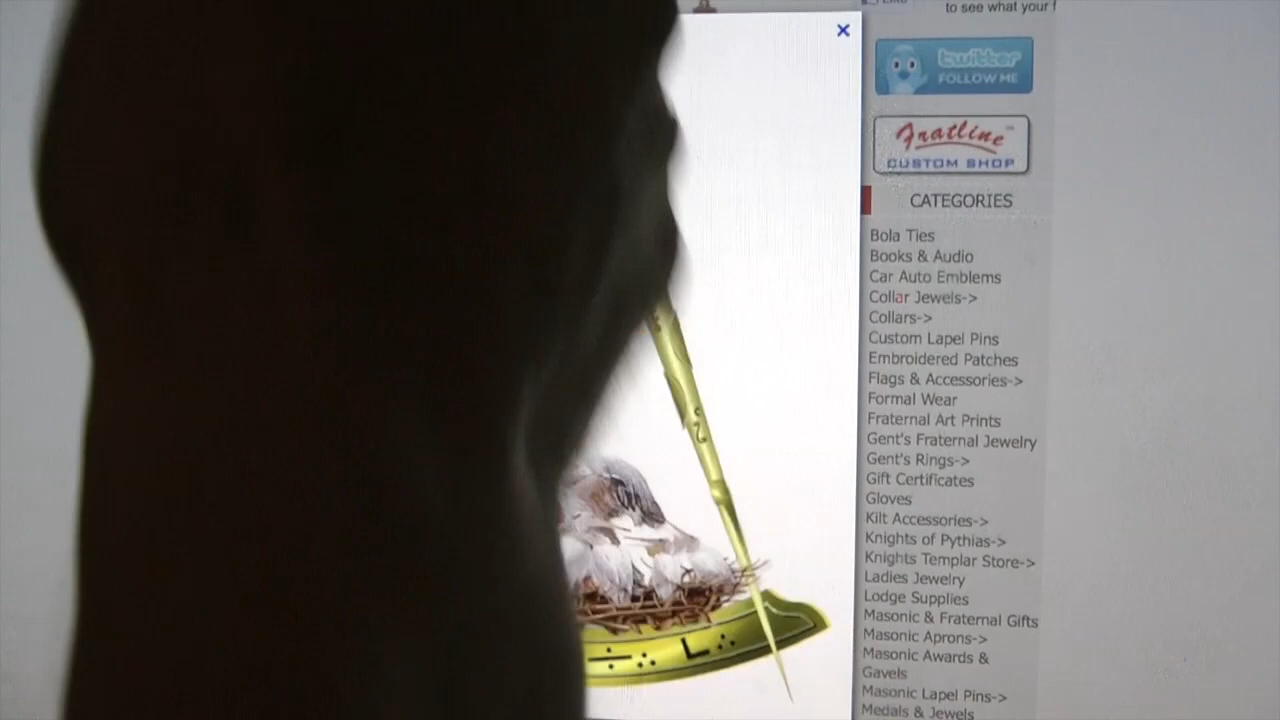 to see what your f
twitter
FOLLOW ME
Fratline™
CUSTOM SHOP
CATEGORIES
Bola Ties
Books & Audio
Car Auto Emblems
Collar Jewels->
Collars->
Custom Lapel Pins
Embroidered Patches
Flags & Accessories->
Formal Wear
Fraternal Art Prints
Gent's Fraternal Jewelry
Gent's Rings->
Gift Certificates
Gloves
Kilt Accessories->
Knights of Pythias->
Knights Templar Store->
Ladies Jewelry
Lodge Supplies
Masonic & Fraternal Gifts
Masonic Aprons->
Masonic Awards &
Gavels
Masonic Lapel Pins->
Medals & Jewels